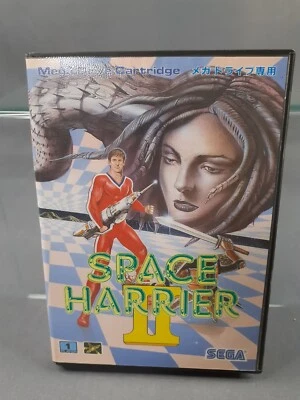 Mega Drive Cartridge メガドライブ専用
SPACE
HARRIER
II
SEGA